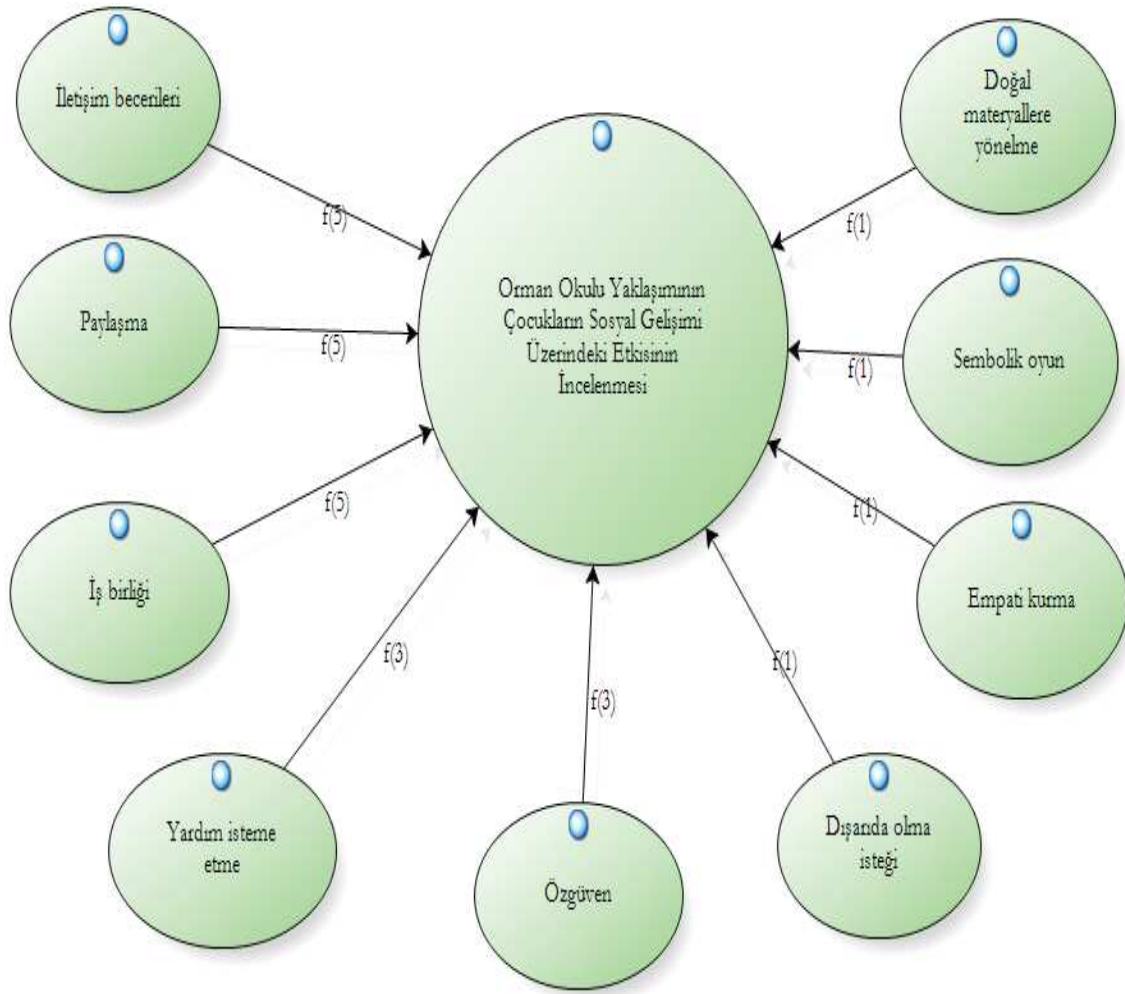 İletişim becerileri
f(5)
Paylaşma
f(5)
İş birliği
f(5)
Yardım isteme
etme
f(3)
Özgüven
f(3)
Orman Okulu Yaklaşımının
Çocukların Sosyal Gelişimi
Üzerindeki Etkisinin
İncelenmesi
Doğal
materyallere
yönelme
f(1)
Sembolik oyun
f(1)
Empati kurma
f(1)
Dışarıda olma
isteği
f(1)